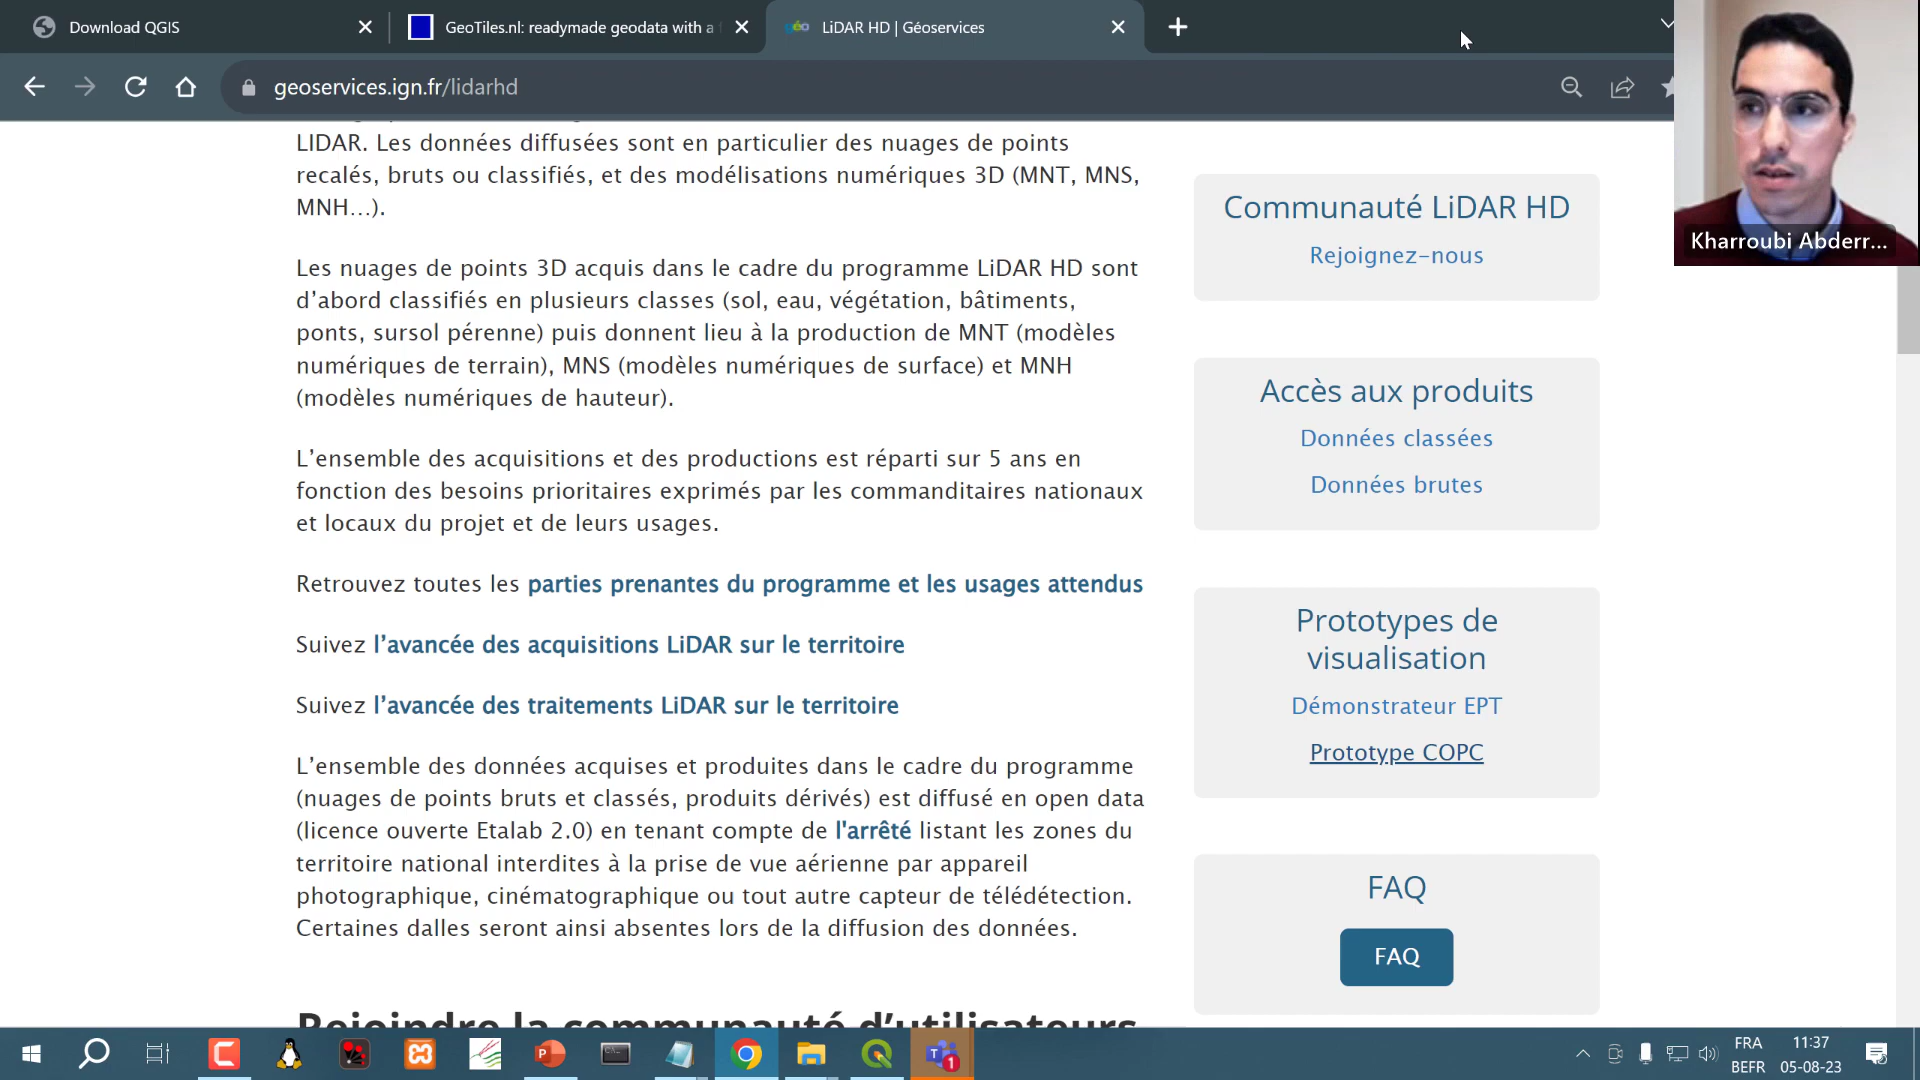 Download QGIS
GeoTiles.nl: readymade geodata with a
LiDAR HD | Géoservices
geoservices.ign.fr/lidarhd
Kharroubi Abderr...
LIDAR. Les données diffusées sont en particulier des nuages de points
recalés, bruts ou classifiés, et des modélisations numériques 3D (MNT, MNS,
MNH…).
Les nuages de points 3D acquis dans le cadre du programme LiDAR HD sont
d’abord classifiés en plusieurs classes (sol, eau, végétation, bâtiments,
ponts, sursol pérenne) puis donnent lieu à la production de MNT (modèles
numériques de terrain), MNS (modèles numériques de surface) et MNH
(modèles numériques de hauteur).
L’ensemble des acquisitions et des productions est réparti sur 5 ans en
fonction des besoins prioritaires exprimés par les commanditaires nationaux
et locaux du projet et de leurs usages.
Retrouvez toutes les parties prenantes du programme et les usages attendus
Suivez l’avancée des acquisitions LiDAR sur le territoire
Suivez l’avancée des traitements LiDAR sur le territoire
L’ensemble des données acquises et produites dans le cadre du programme
(nuages de points bruts et classés, produits dérivés) est diffusé en open data
(licence ouverte Etalab 2.0) en tenant compte de l'arrêté listant les zones du
territoire national interdites à la prise de vue aérienne par appareil
photographique, cinématographique ou tout autre capteur de télédétection.
Certaines dalles seront ainsi absentes lors de la diffusion des données.
Rejoindre la communauté d’utilisateurs
Communauté LiDAR HD
Rejoignez-nous
Accès aux produits
Données classées
Données brutes
Prototypes de
visualisation
Démonstrateur EPT
Prototype COPC
FAQ
FAQ
FRA
BEFR
11:37
05-08-23